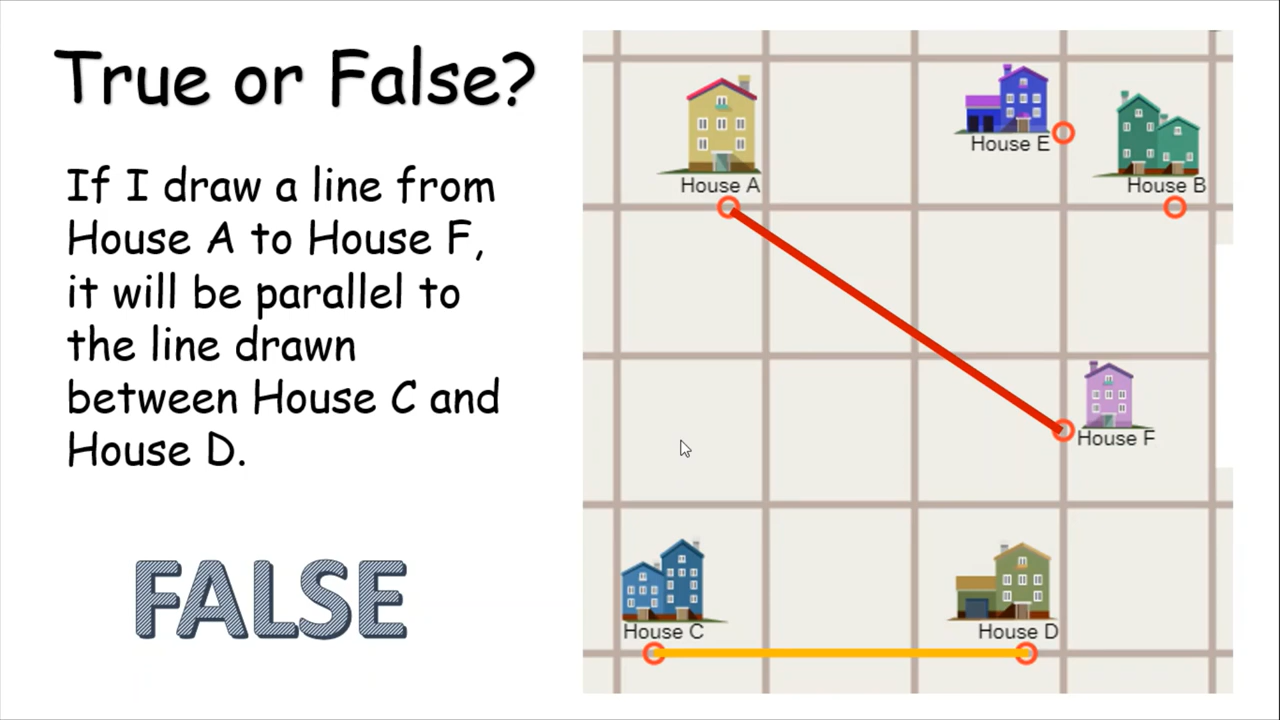 True or False?
If I draw a line from
House A to House F,
it will be parallel to
the line drawn
between House C and
House D.
FALSE
House A
House E
House B
House F
House C
House D